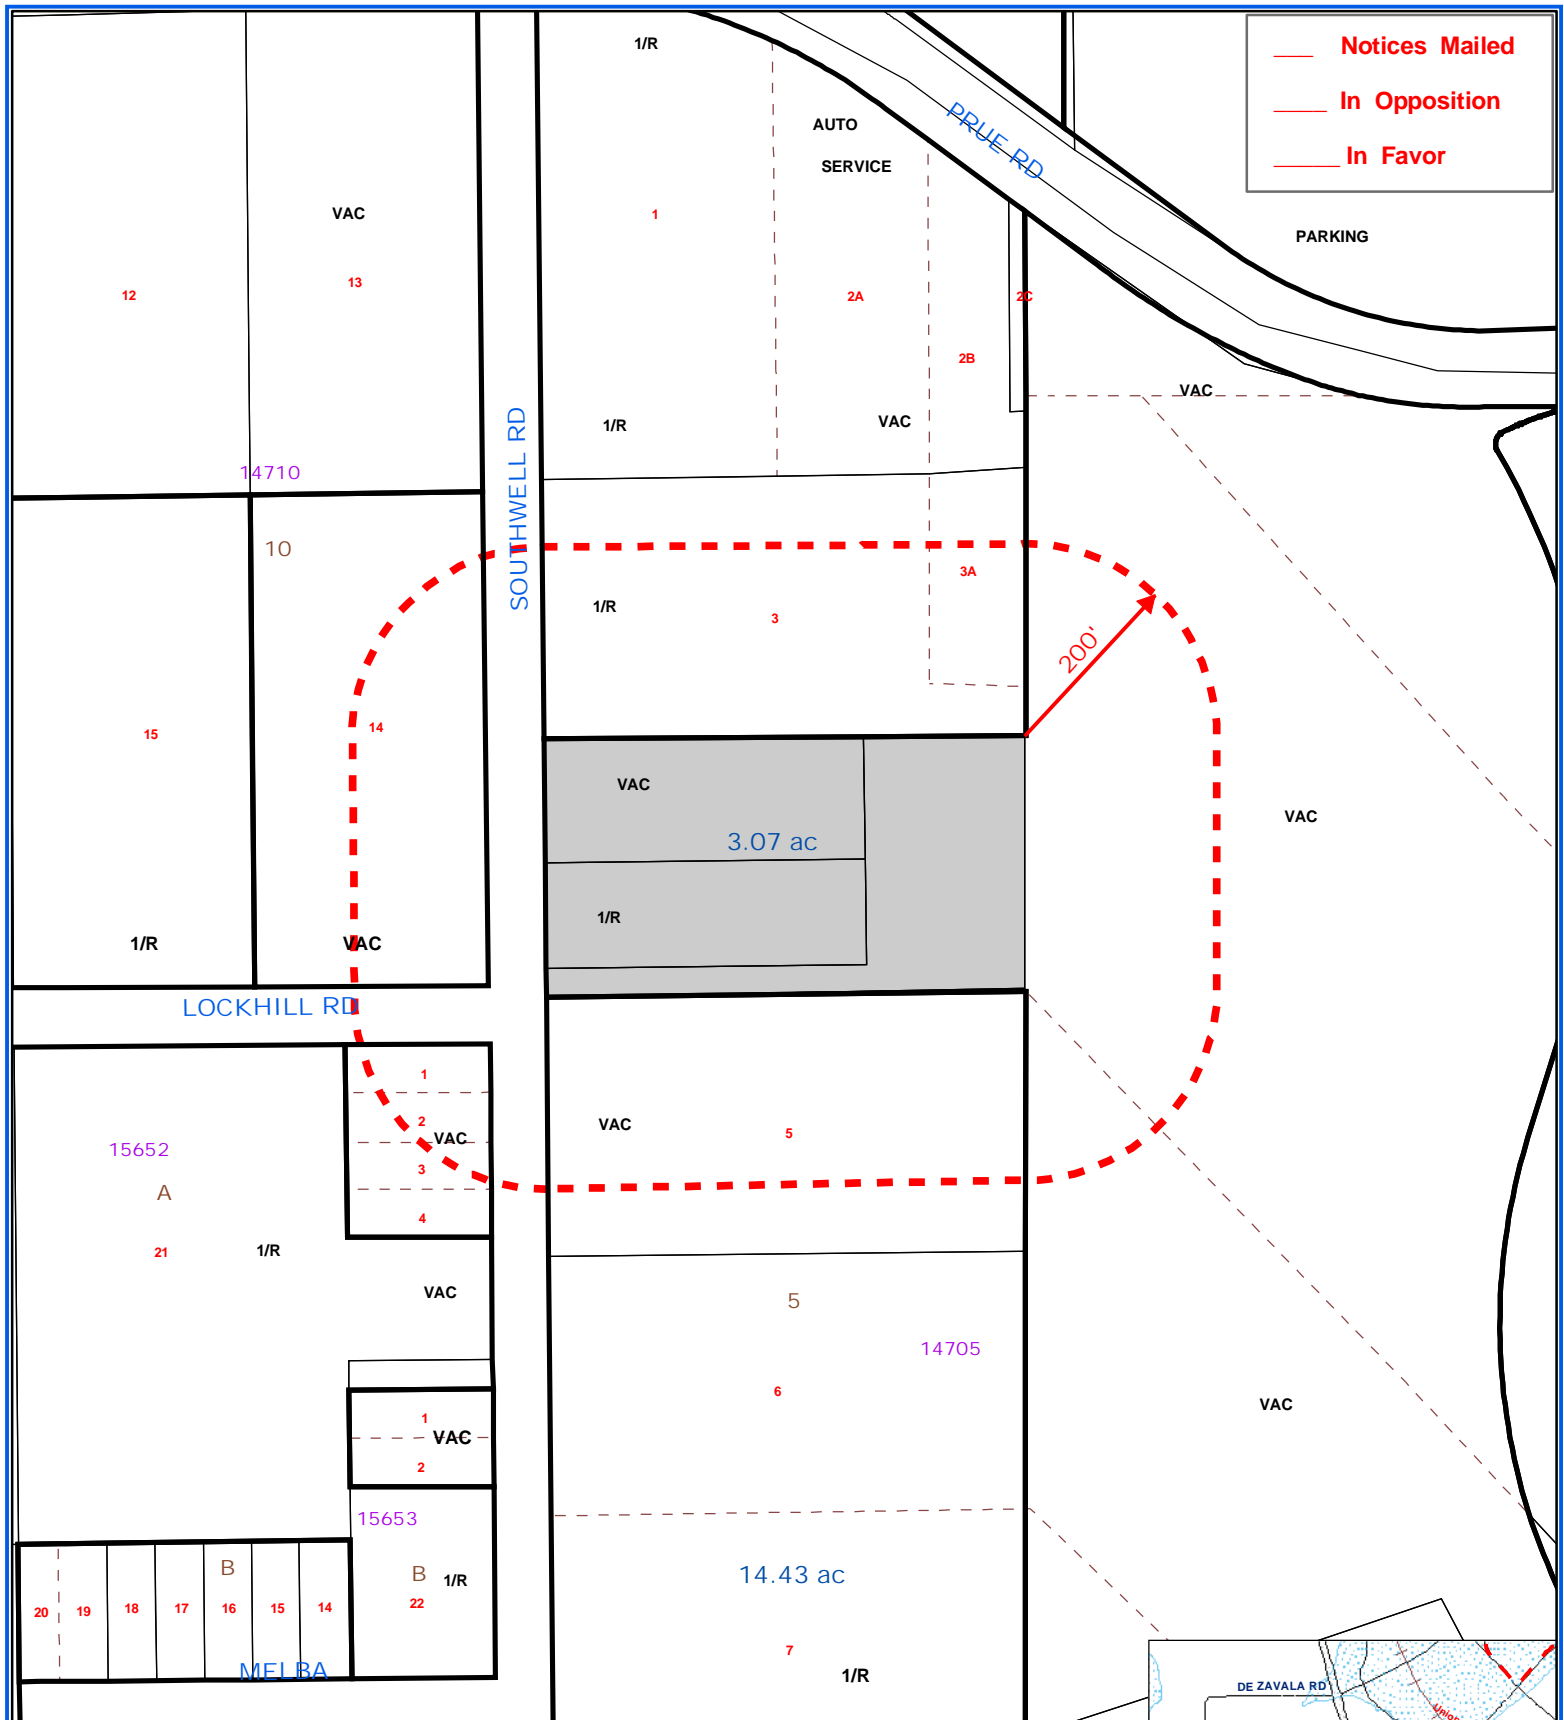 ___ Notices Mailed
____ In Opposition
_____ In Favor
1/R
AUTO
SERVICE
PRUE RD
VAC
1
PARKING
12
13
2A
2C
2B
VAC
1/R
VAC
14710
SOUTHWELL RD
10
3A
1/R
3
200'
15
14
VAC
VAC
3.07 ac
1/R
1/R
VAC
LOCKHILL RD
1
2
VAC
VAC
5
15652
3
A
4
21
1/R
VAC
5
14705
6
VAC
1
VAC
2
15653
B
B
1/R
14.43 ac
20
19
18
17
16
15
14
22
7
MELBA
1/R
DE ZAVALA RD
Union